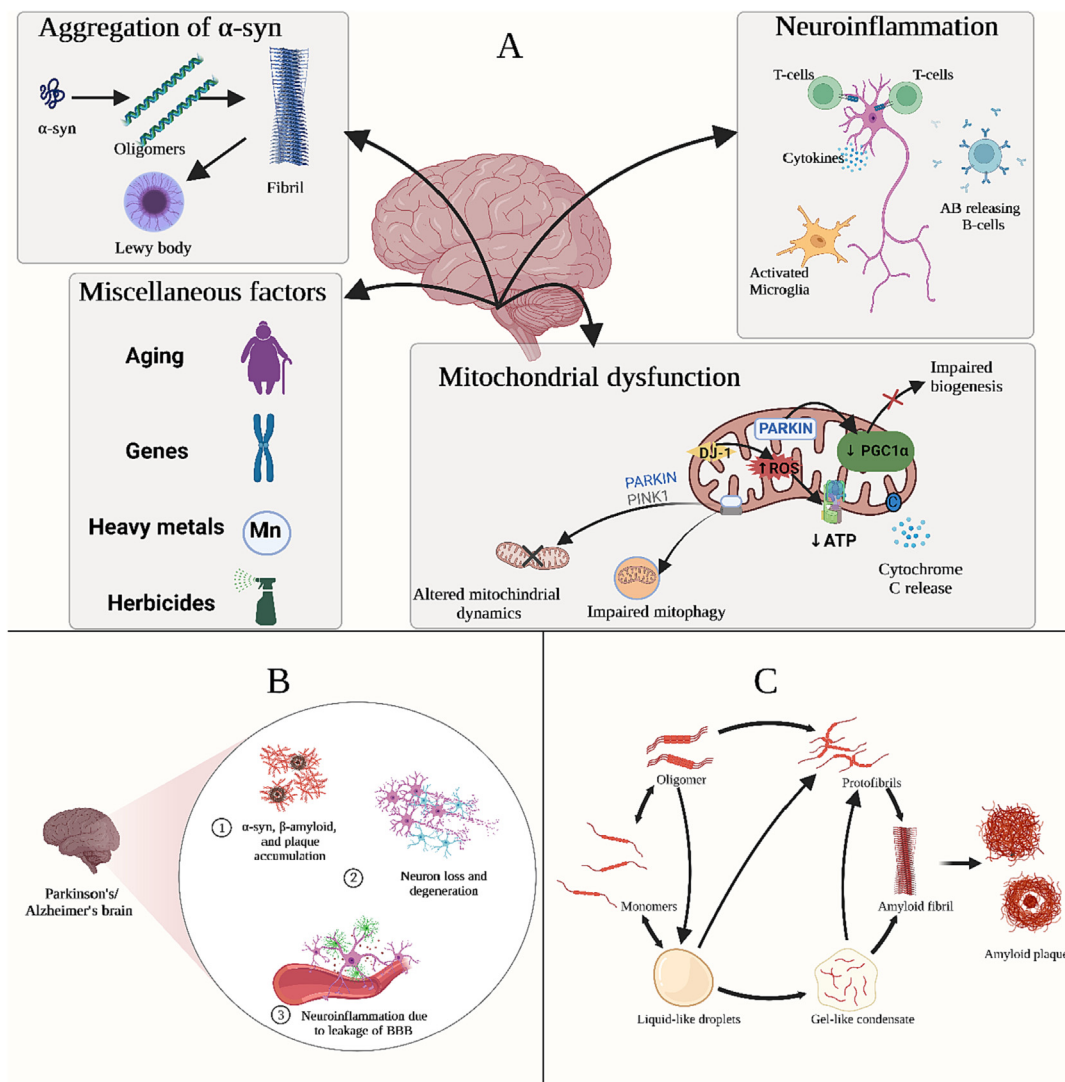 A
Aggregation of α-syn
α-syn
Oligomers
Fibril
Lewy body
Neuroinflammation
T-cells
T-cells
Cytokines
AB releasing
B-cells
Activated
Microglia
Miscellaneous factors
Aging
Genes
Heavy metals
Mn
Herbicides
Mitochondrial dysfunction
Impaired
biogenesis
PARKIN
DJ-1
↑ROS
↓ PGC1α
PARKIN
PINK1
C
↓ATP
Cytochrome
C release
Altered mitochindrial
dynamics
Impaired mitophagy
B
Parkinson's/
Alzheimer's brain
1
α-syn, β-amyloid,
and plaque
accumulation
2
Neuron loss and
degeneration
3
Neuroinflammation due
to leakage of BBB
C
Oligomer
Protofibrils
Monomers
Amyloid fibril
Amyloid plaque
Liquid-like droplets
Gel-like condensate